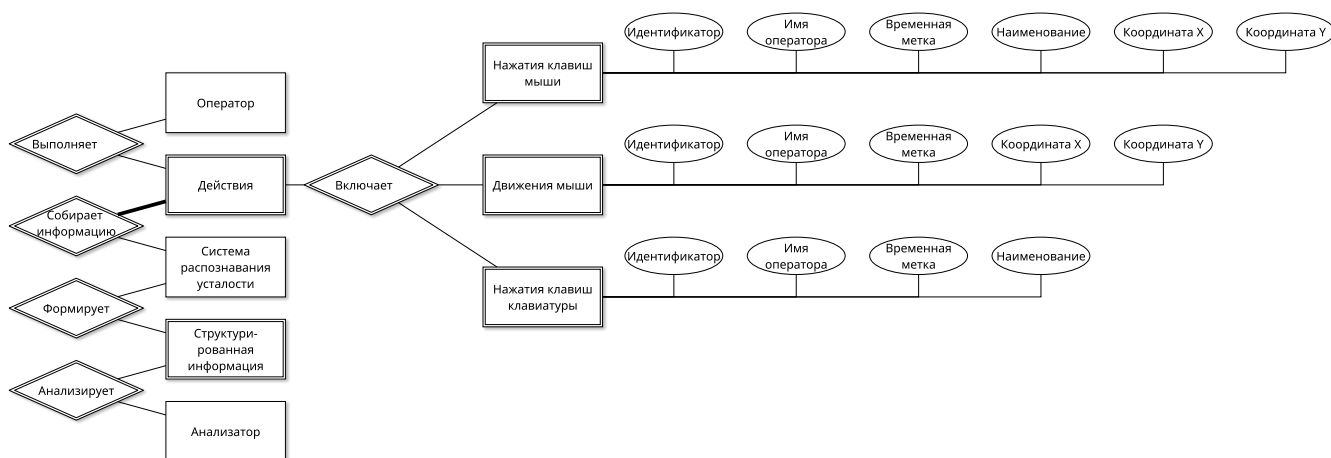 Идентификатор
Имя
оператора
Временная
метка
Наименование
Координата X
Координата Y
Нажатия клавиш
мыши
Оператор
Выполняет
Идентификатор
Имя
оператора
Временная
метка
Координата X
Координата Y
Действия
Включает
Движения мыши
Собирает
информацию
Система
распознавания
усталости
Идентификатор
Имя
оператора
Временная
метка
Наименование
Нажатия клавиш
клавиатуры
Формирует
Структури-
рованная
информация
Анализирует
Анализатор